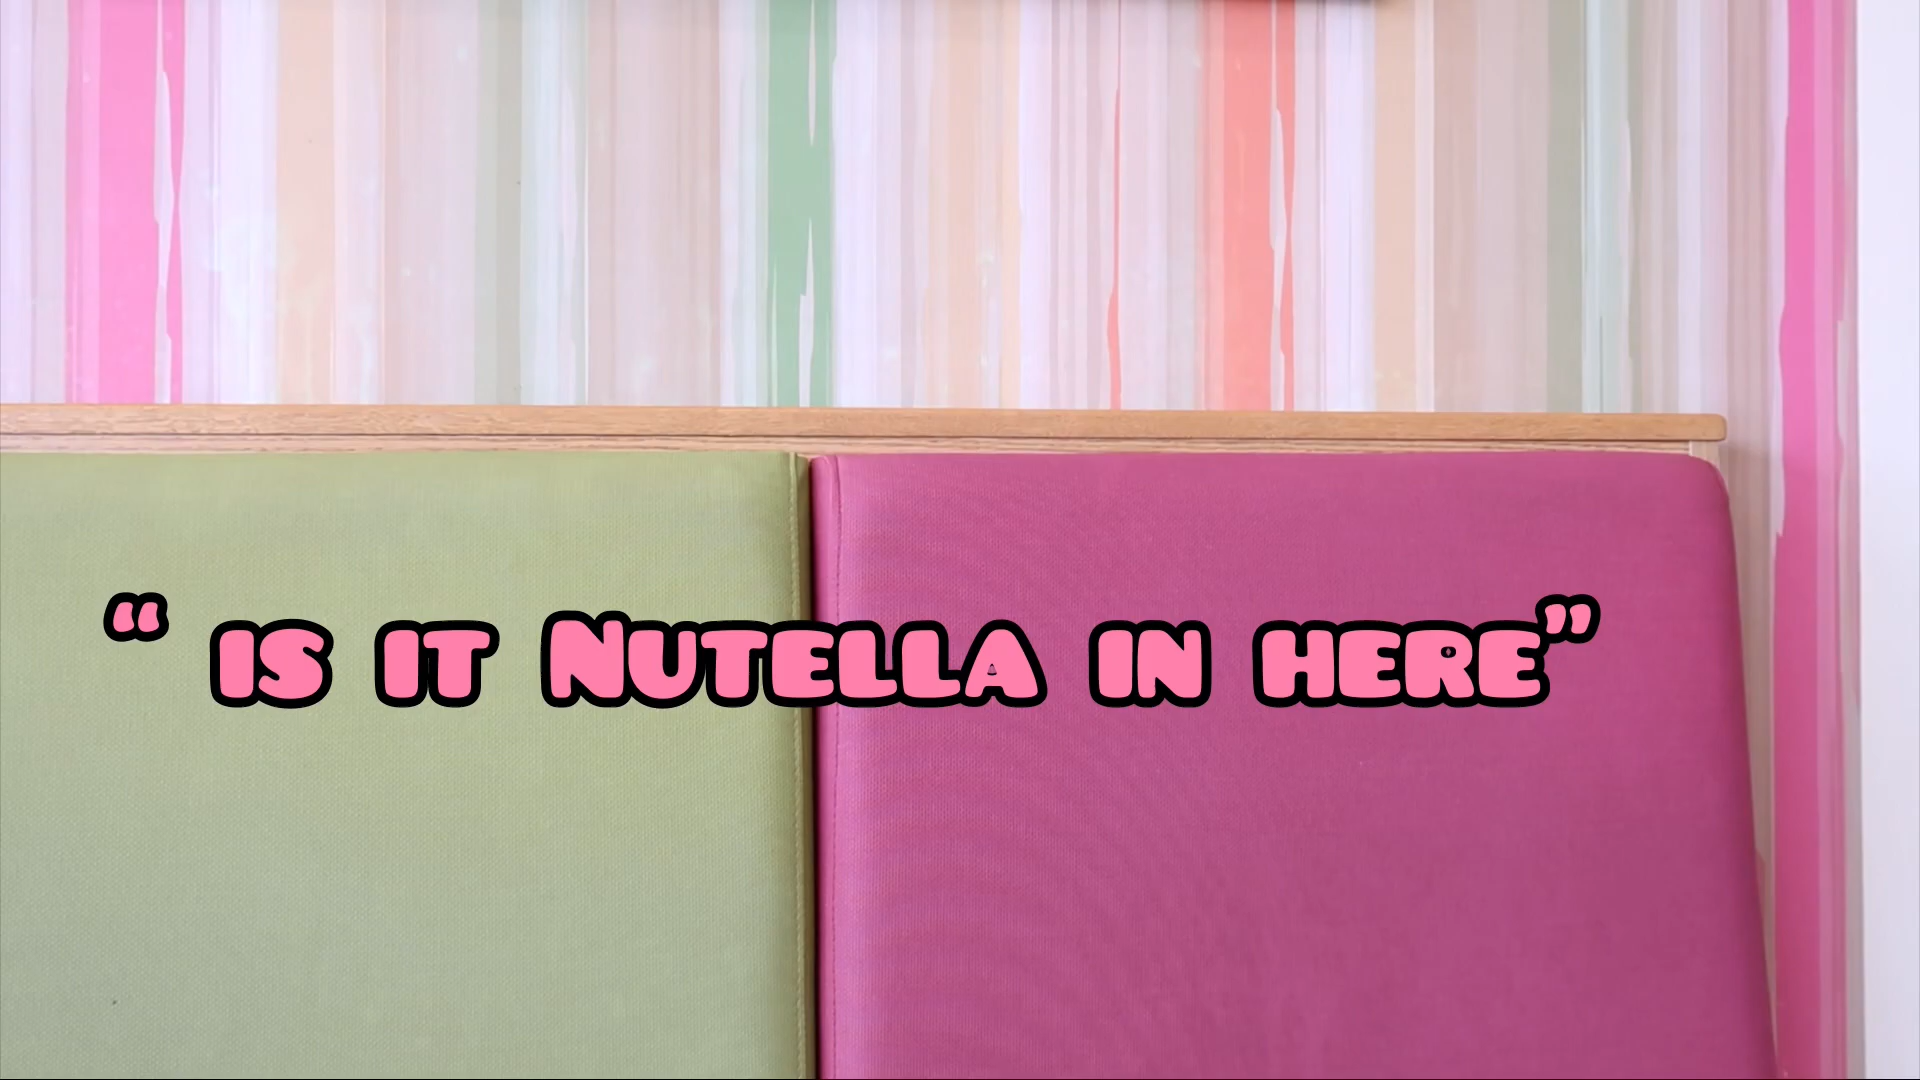 “ is it Nutella in here”